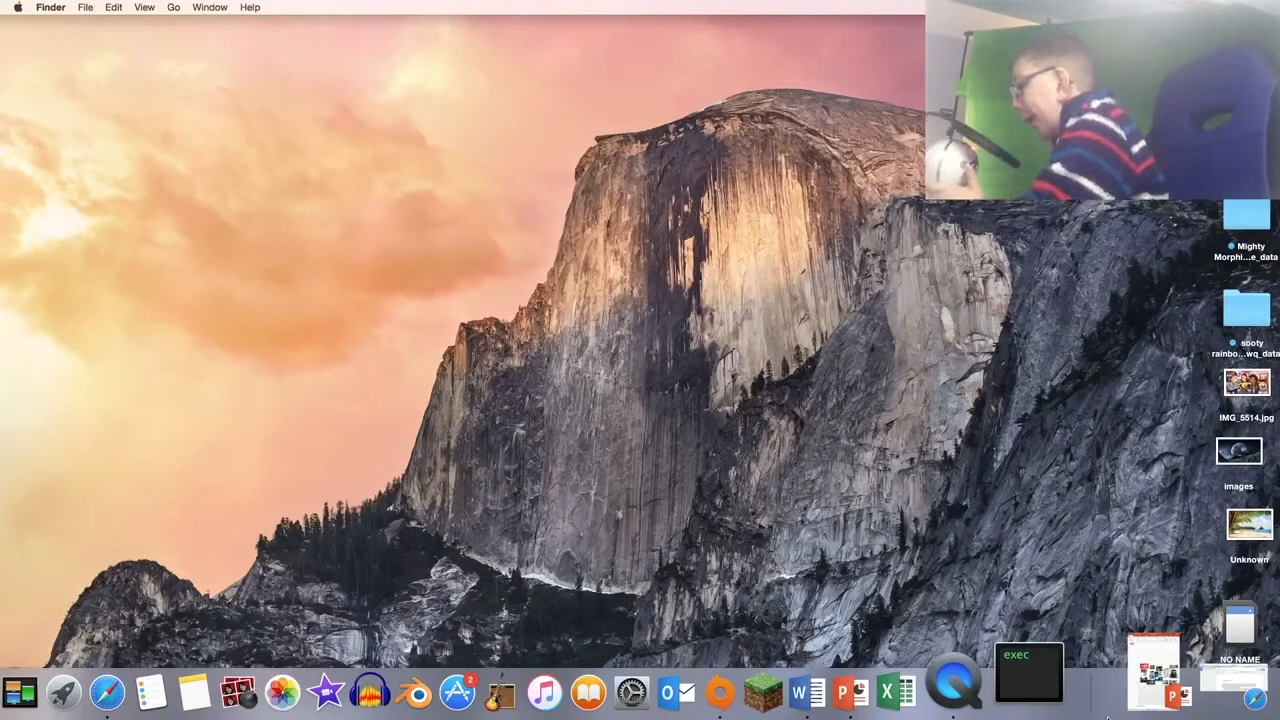 Finder File Edit View Go Window Help
Mighty
Morphi...e_data
sooty
rainbo...wq_data
IMG_5514.jpg
images
Unknown
NO NAME
exec
2